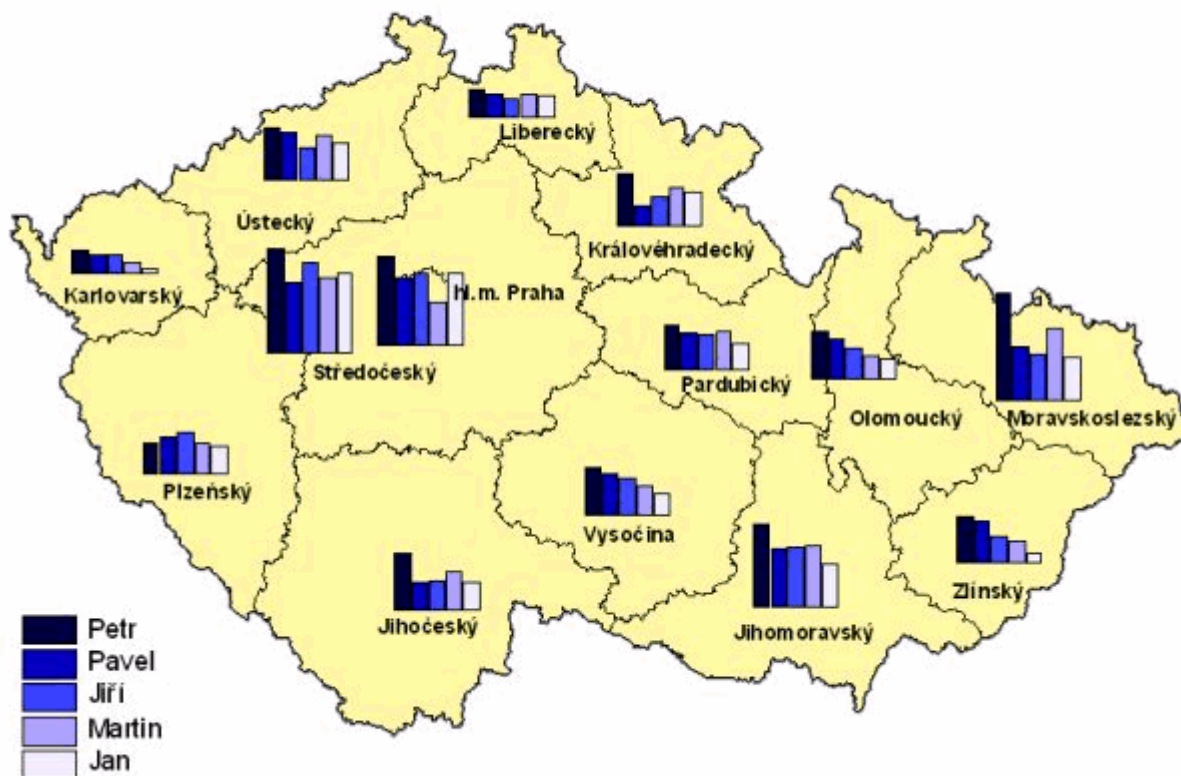 Liberecký
Ústecký
Královéhradecký
Karlovarský
Hl.m. Praha
Středočeský
Pardubický
Olomoucký
Moravskoslezský
Plzeňský
Vysočina
Zlínský
Jihočeský
Jihomoravský
Petr
Pavel
Jiří
Martin
Jan